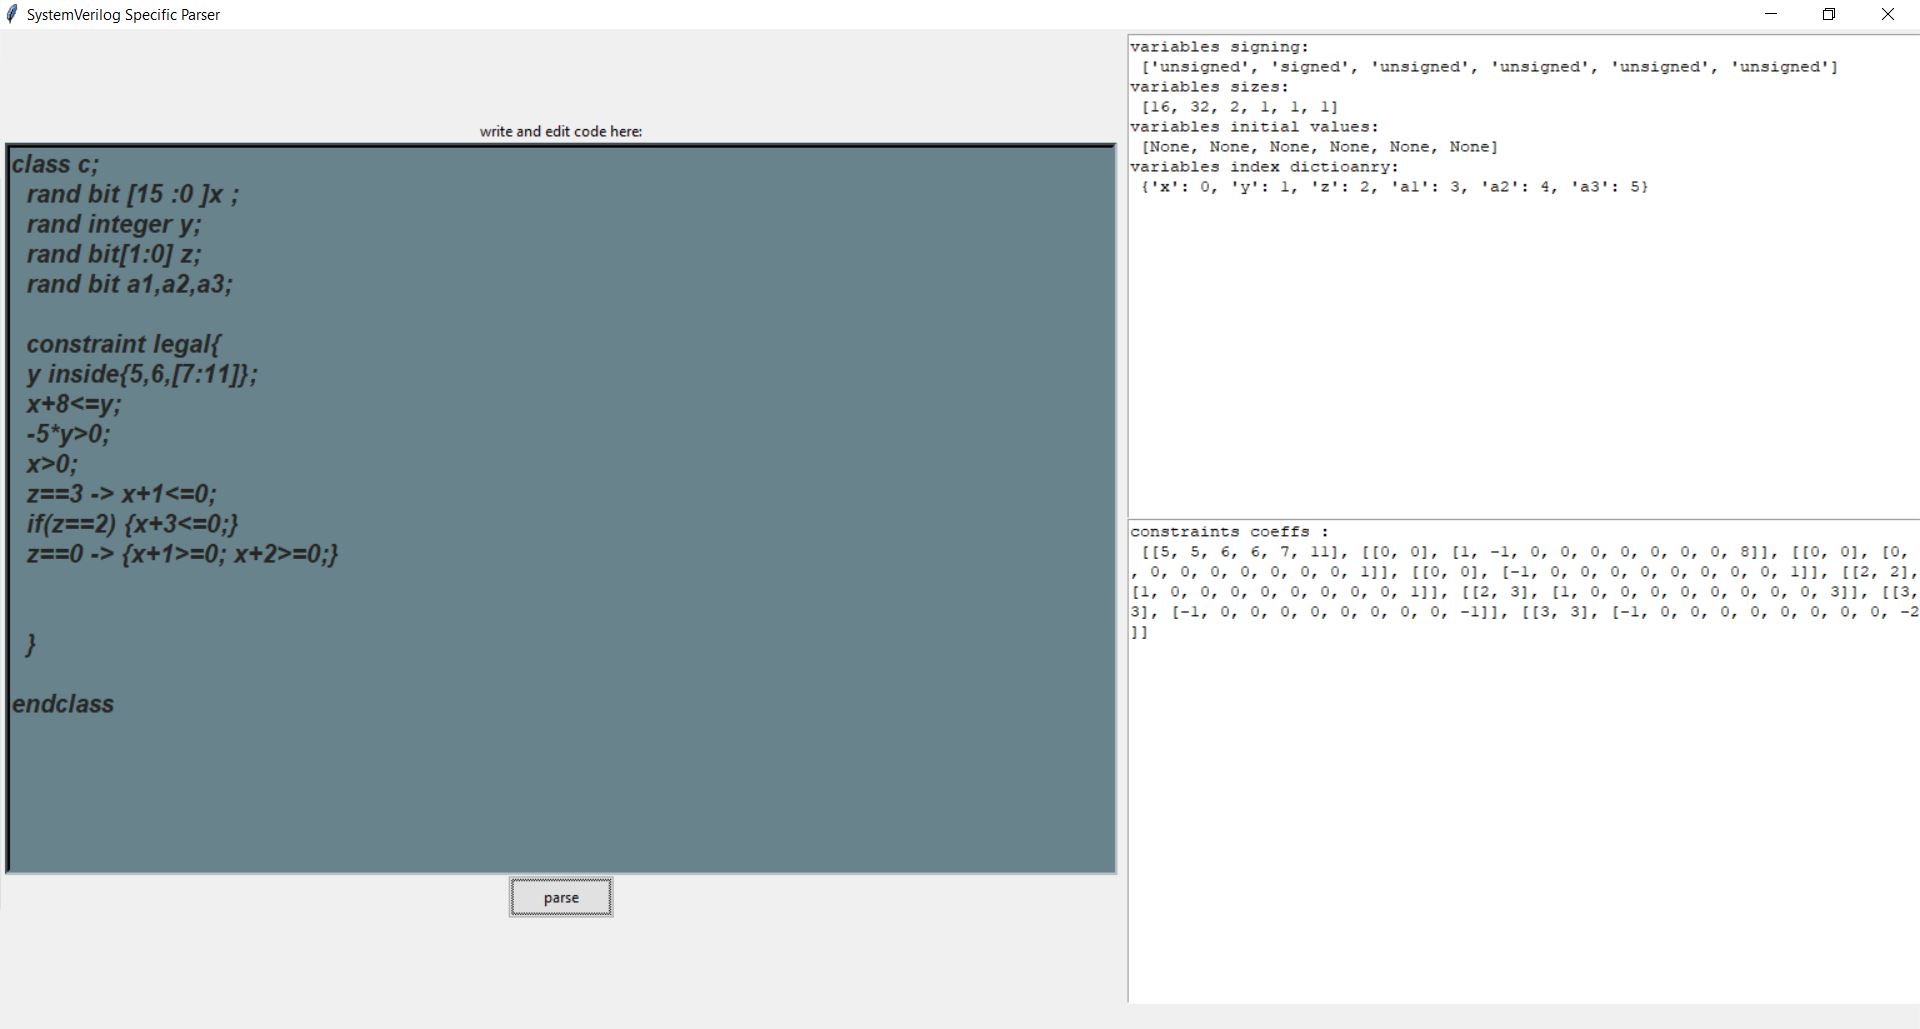 SystemVerilog Specific Parser
write and edit code here:
class c;
rand bit [15 :0 ]x ;
rand integer y;
rand bit[1:0] z;
rand bit a1,a2,a3;
constraint legal{
y inside{5,6,[7:11]};
x+8<=y;
-5*y>0;
x>0;
z==3 -> x+1<=0;
if(z==2) {x+3<=0;}
z==0 -> {x+1>=0; x+2>=0;}
}
endclass
parse
variables signing:
['unsigned', 'signed', 'unsigned', 'unsigned', 'unsigned', 'unsigned']
variables sizes:
[16, 32, 2, 1, 1, 1]
variables initial values:
[None, None, None, None, None, None]
variables index dictioanry:
{'x': 0, 'y': 1, 'z': 2, 'a1': 3, 'a2': 4, 'a3': 5}
constraints coeffs :
[[5, 5, 6, 6, 7, 11], [[0, 0], [1, -1, 0, 0, 0, 0, 0, 0, 0, 8]], [[0, 0], [0,
, 0, 0, 0, 0, 0, 0, 0, 1]], [[0, 0], [-1, 0, 0, 0, 0, 0, 0, 0, 0, 1]], [[2, 2],
[1, 0, 0, 0, 0, 0, 0, 0, 0, 1]], [[2, 3], [1, 0, 0, 0, 0, 0, 0, 0, 0, 3]], [[3,
3], [-1, 0, 0, 0, 0, 0, 0, 0, 0, -1]], [[3, 3], [-1, 0, 0, 0, 0, 0, 0, 0, 0, -2
]]